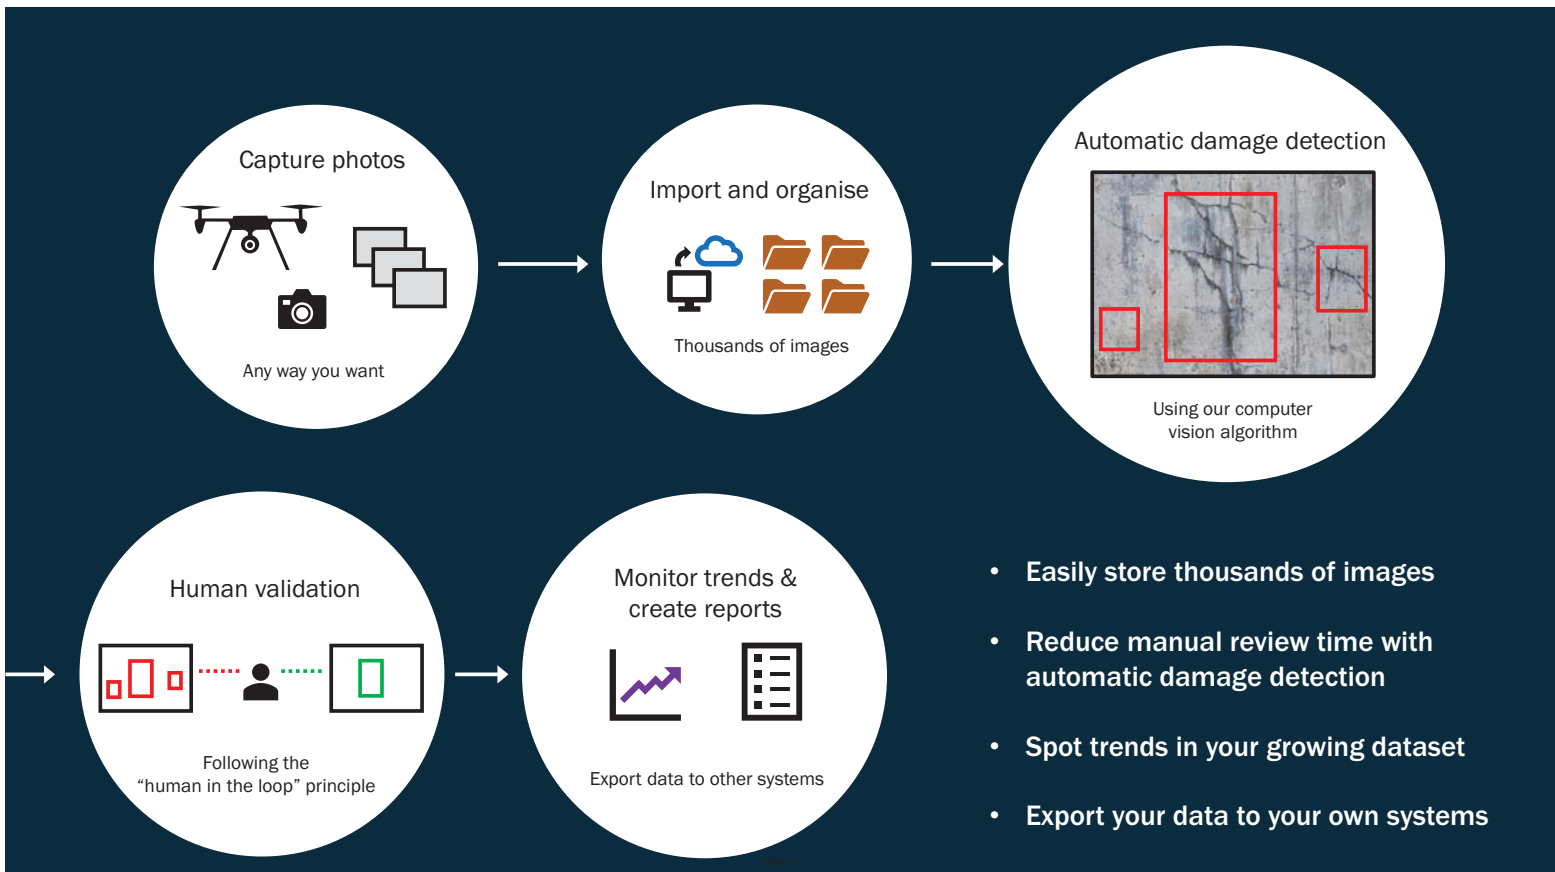 Capture photos
Any way you want
Import and organise
Thousands of images
Automatic damage detection
Using our computer
vision algorithm
Human validation
Following the
“human in the loop” principle
Monitor trends &
create reports
Export data to other systems
• Easily store thousands of images
• Reduce manual review time with
automatic damage detection
• Spot trends in your growing dataset
• Export your data to your own systems